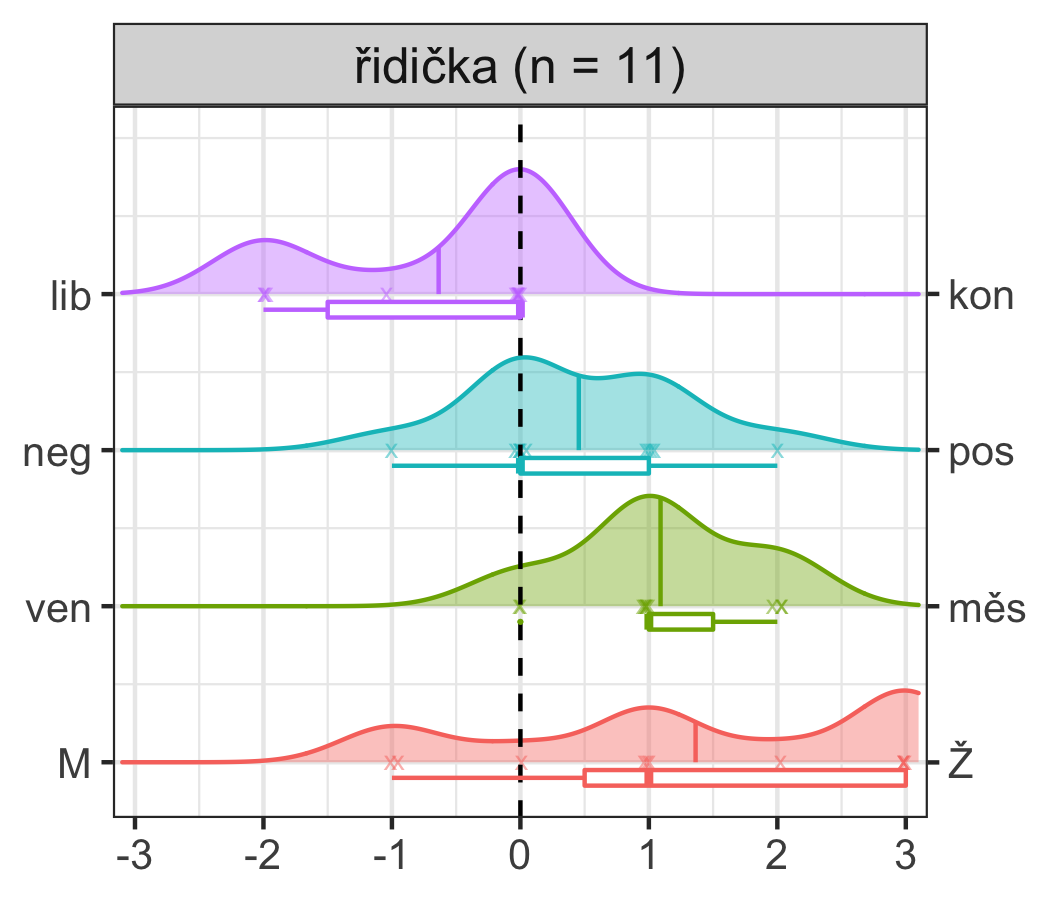 řidička (n = 11)
lib kon
neg pos
ven měs
M Ž
-3 -2 -1 0 1 2 3